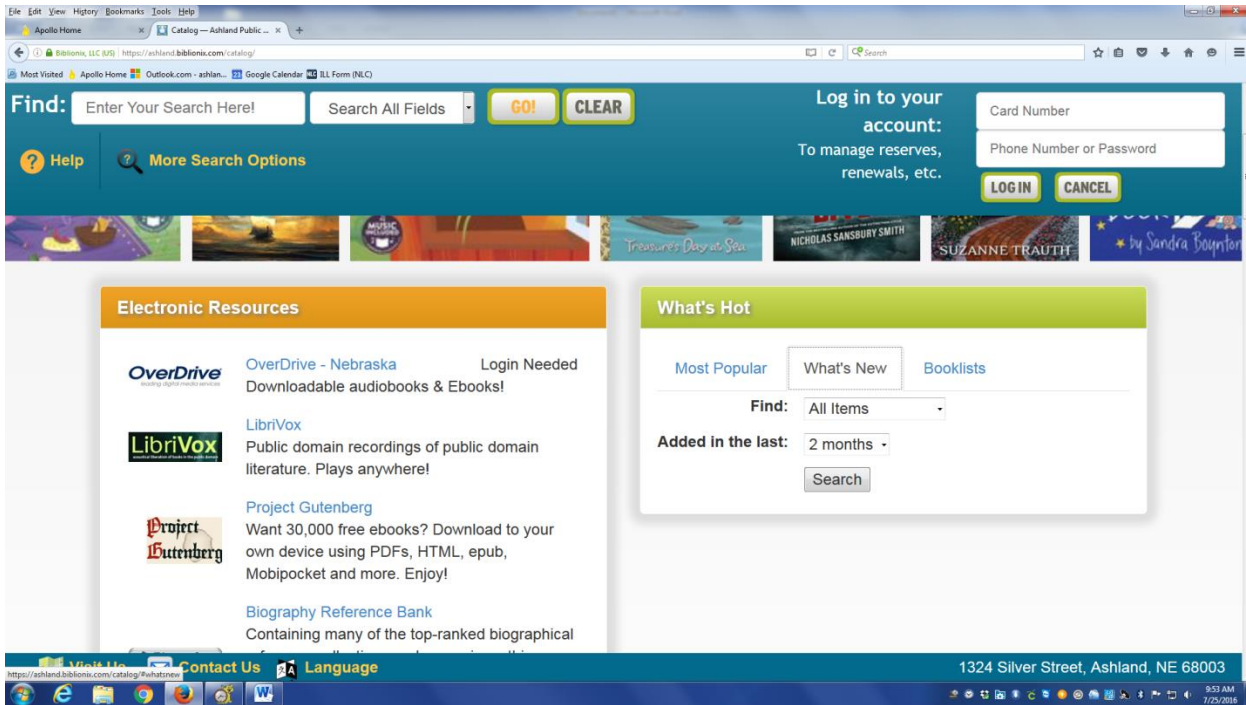 File Edit View History Bookmarks Tools Help
Apollo Home × Catalog — Ashland Public ... × +
Biblionix, LLC (US) https://ashland.biblionix.com/catalog/ Search
Most Visited Apollo Home Outlook.com - ashlan... Google Calendar ILL Form (NLC)
Find: Enter Your Search Here! Search All Fields GO! CLEAR
Help More Search Options
Log in to your
account:
To manage reserves,
renewals, etc.
Card Number
Phone Number or Password
LOG IN CANCEL
MUSIC
INCLUDED
Treasure's Day at Sea
NICHOLAS SANSBURY SMITH
SUZANNE TRAUTH
by Sandra Boynton
Electronic Resources
OverDrive
OverDrive - Nebraska Login Needed
Downloadable audiobooks & Ebooks!
LibriVox
LibriVox
Public domain recordings of public domain
literature. Plays anywhere!
Project
Gutenberg
Project Gutenberg
Want 30,000 free ebooks? Download to your
own device using PDFs, HTML, epub,
Mobipocket and more. Enjoy!
Biography Reference Bank
Containing many of the top-ranked biographical
What's Hot
Most Popular What's New Booklists
Find: All Items
Added in the last: 2 months
Search
Visit Us Contact Us Language 1324 Silver Street, Ashland, NE 68003
https://ashland.biblionix.com/catalog/#whatsnew
9:53 AM
7/25/2016